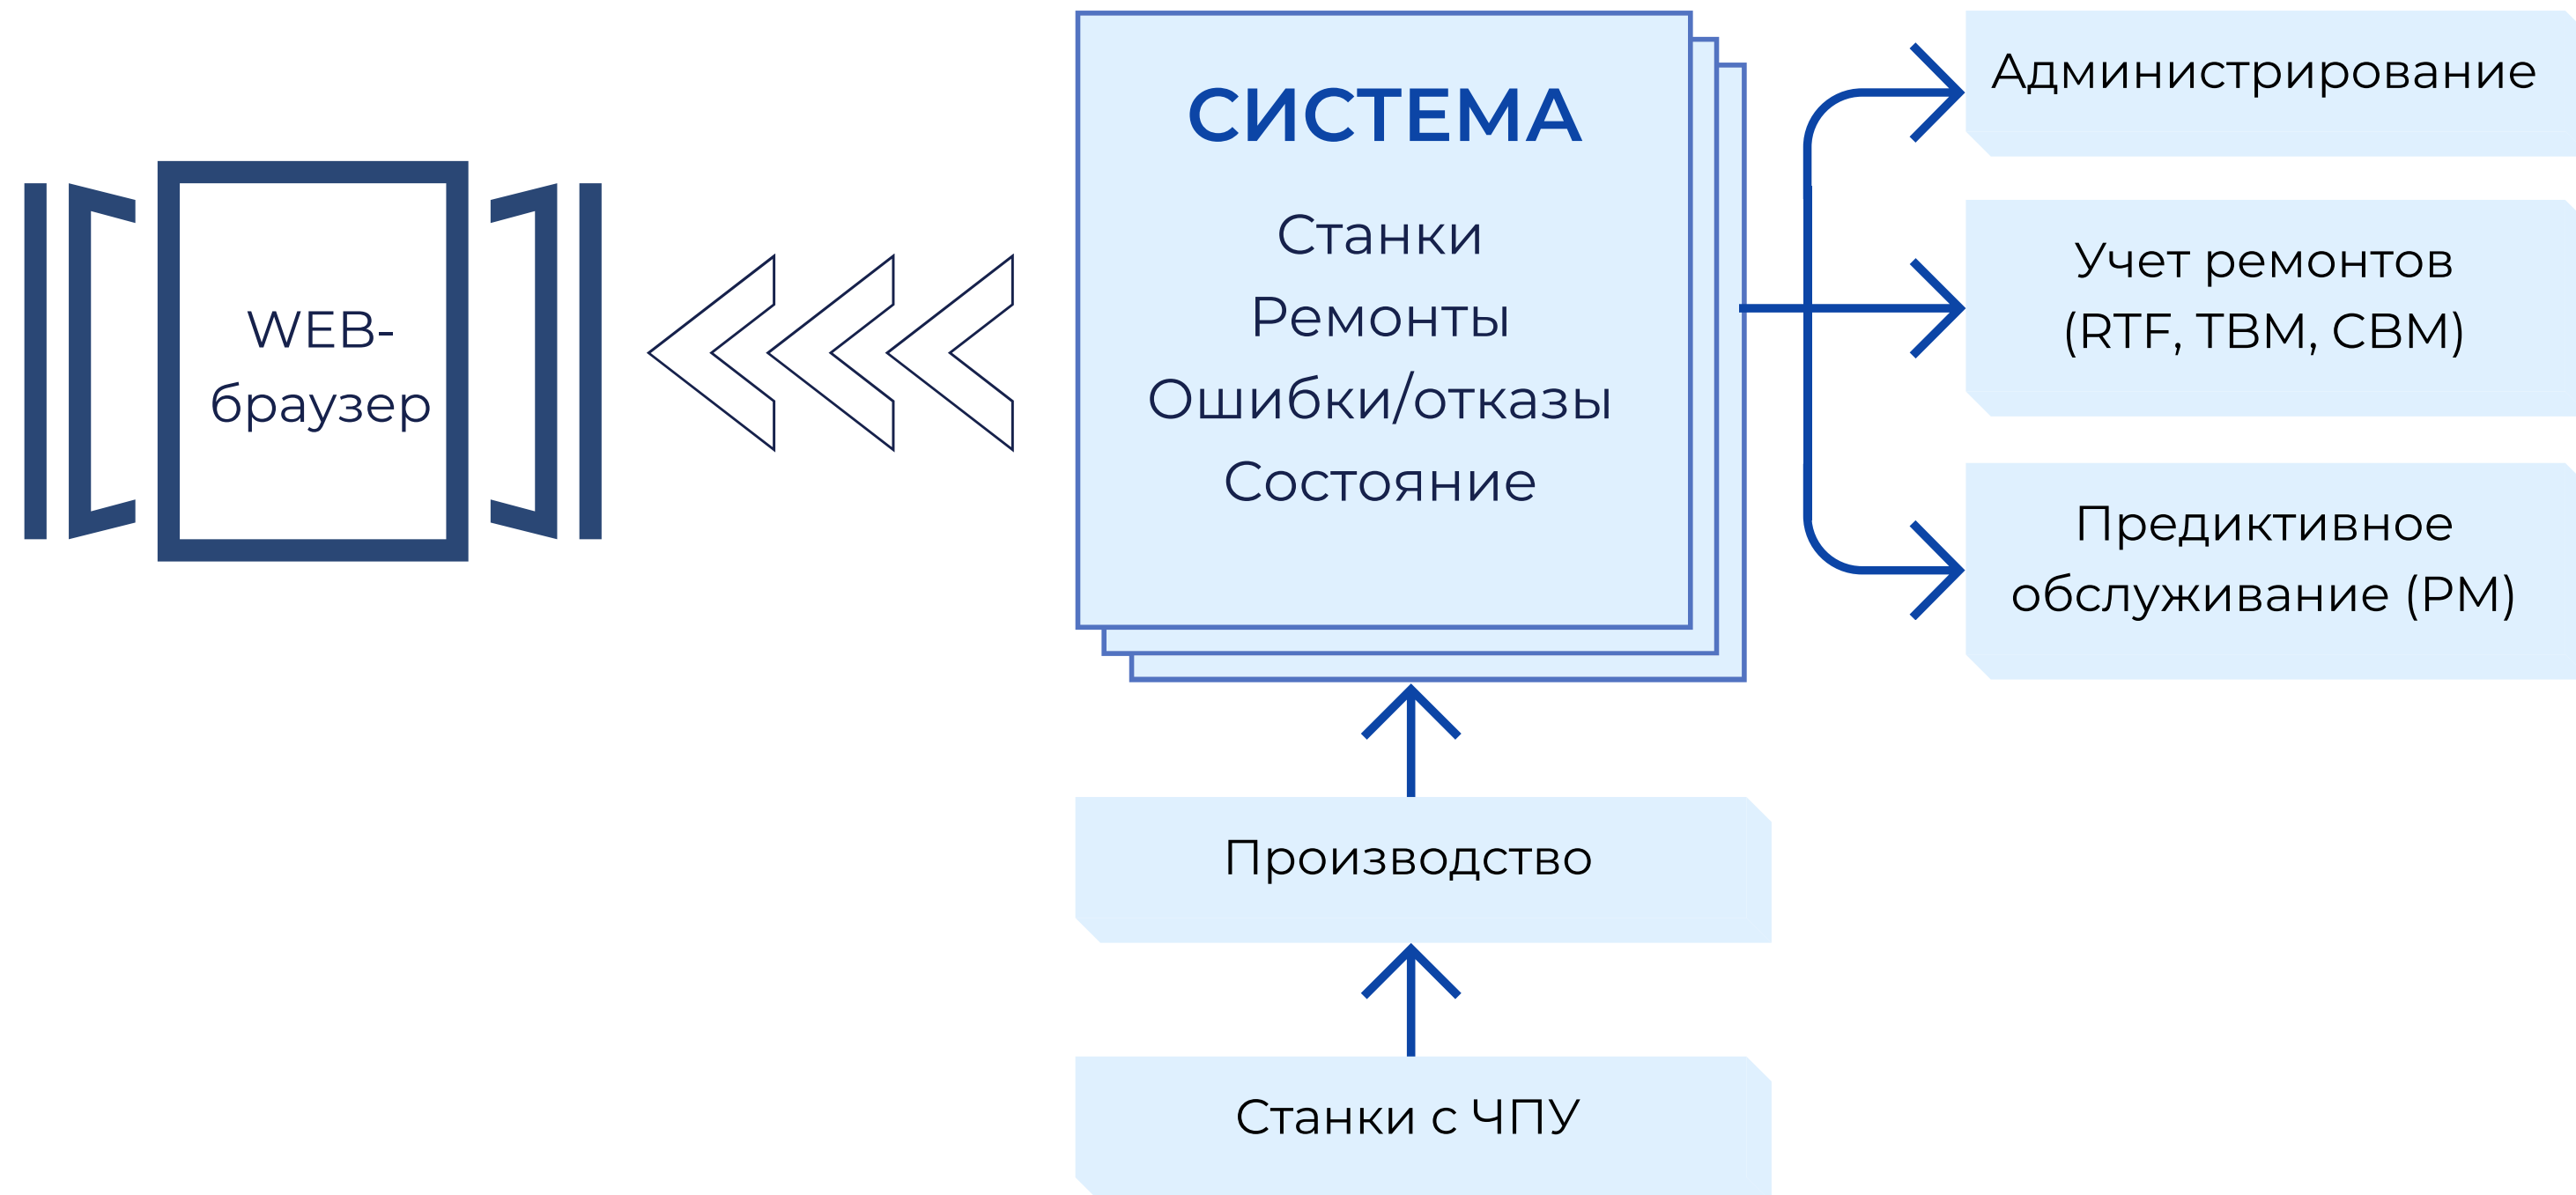 WEB-
браузер
СИСТЕМА
Станки
Ремонты
Ошибки/отказы
Состояние
Администрирование
Учет ремонтов
(RTF, TBM, CBM)
Предиктивное
обслуживание (PM)
Производство
Станки с ЧПУ